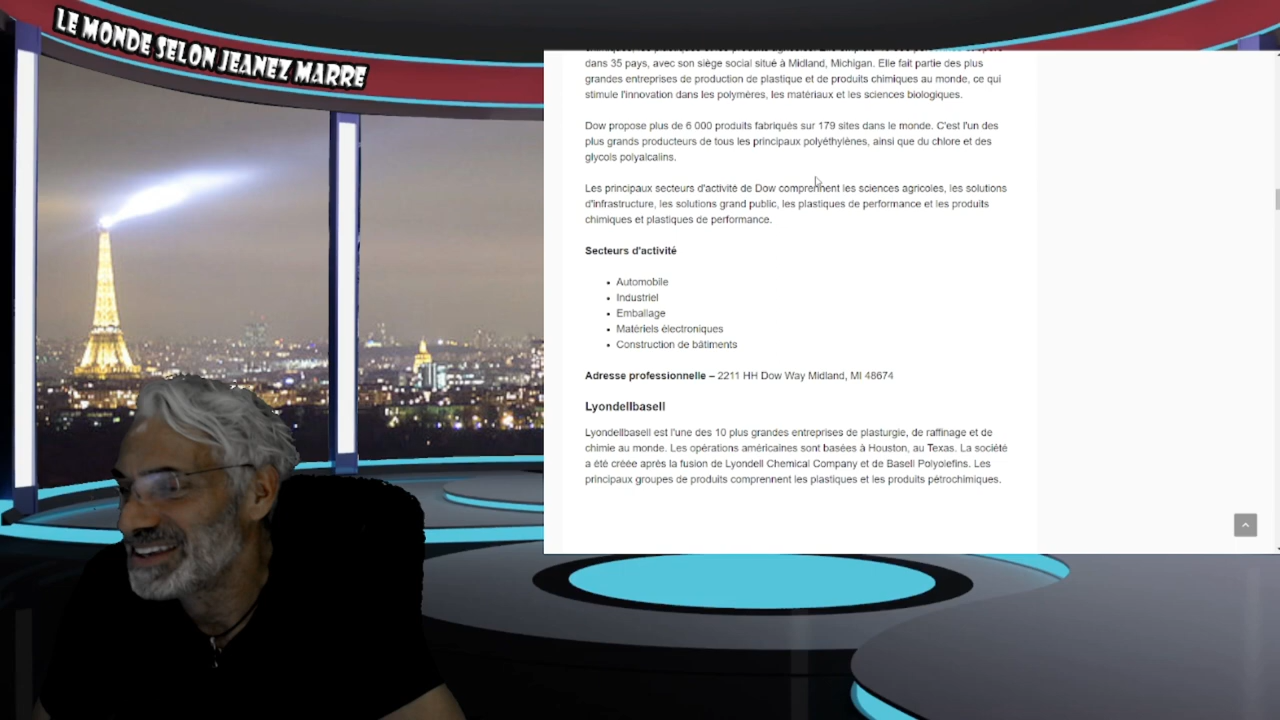 LE MONDE SELON JEANEZ MARRE
dans 35 pays, avec son siège social situé à Midland, Michigan. Elle fait partie des plus
grandes entreprises de production de plastique et de produits chimiques au monde, ce qui
stimule l'innovation dans les polymères, les matériaux et les sciences biologiques.
Dow propose plus de 6 000 produits fabriqués sur 179 sites dans le monde. C'est l'un des
plus grands producteurs de tous les principaux polyéthylènes, ainsi que du chlore et des
glycols polyalcalins.
Les principaux secteurs d'activité de Dow comprennent les sciences agricoles, les solutions
d'infrastructure, les solutions grand public, les plastiques de performance et les produits
chimiques et plastiques de performance.
Secteurs d'activité
• Automobile
• Industriel
• Emballage
• Matériels électroniques
• Construction de bâtiments
Adresse professionnelle – 2211 HH Dow Way Midland, MI 48674
Lyondellbasell
Lyondellbasell est l'une des 10 plus grandes entreprises de plasturgie, de raffinage et de
chimie au monde. Les opérations américaines sont basées à Houston, au Texas. La société
a été créée après la fusion de Lyondell Chemical Company et de Basell Polyolefins. Les
principaux groupes de produits comprennent les plastiques et les produits pétrochimiques.